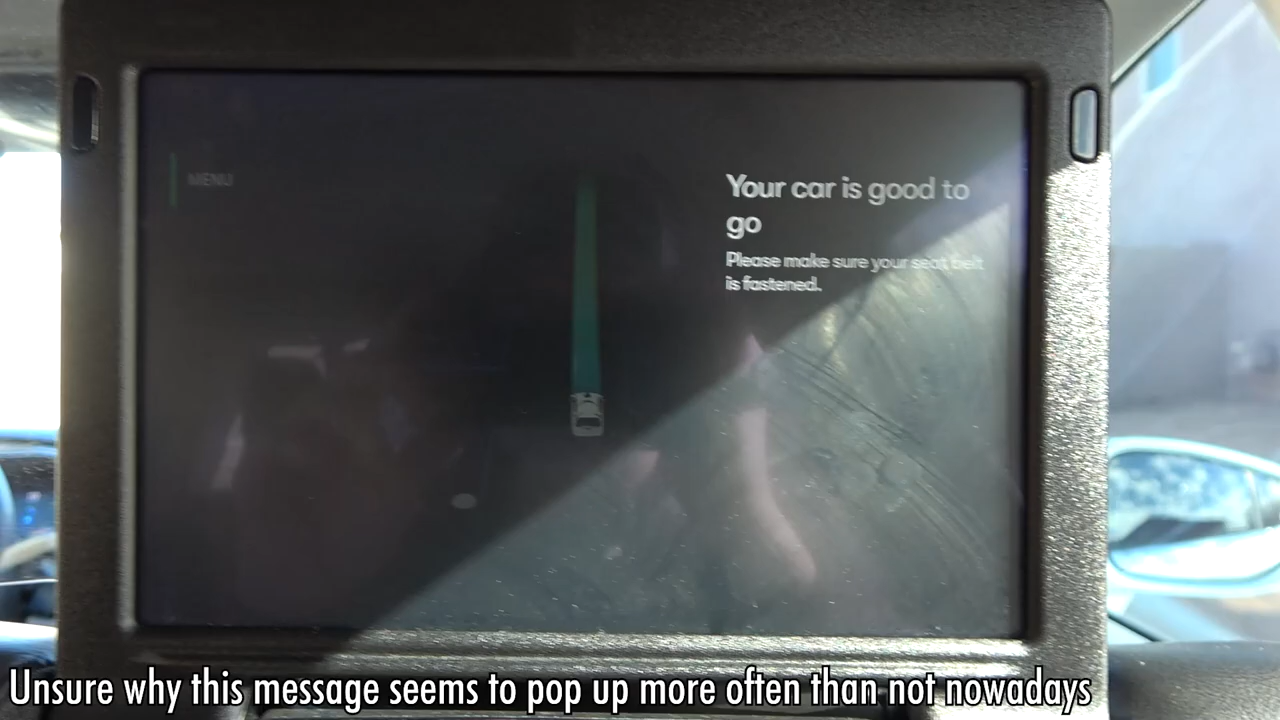 MENU
Your car is good to
go
Please make sure your seat belt
is fastened.
Unsure why this message seems to pop up more often than not nowadays